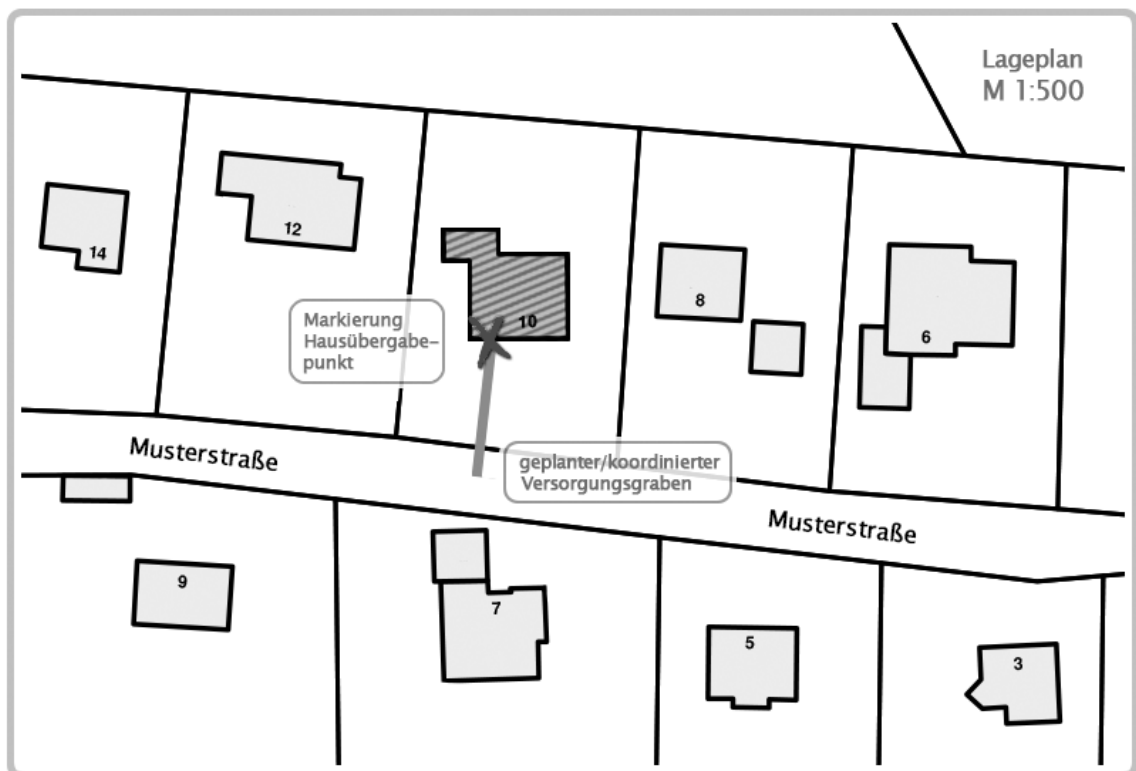 Lageplan
M 1:500
14
12
10
8
6
Markierung
Hausübergabe-
punkt
geplanter/koordinierter
Versorgungsgraben
Musterstraße
Musterstraße
9
7
5
3